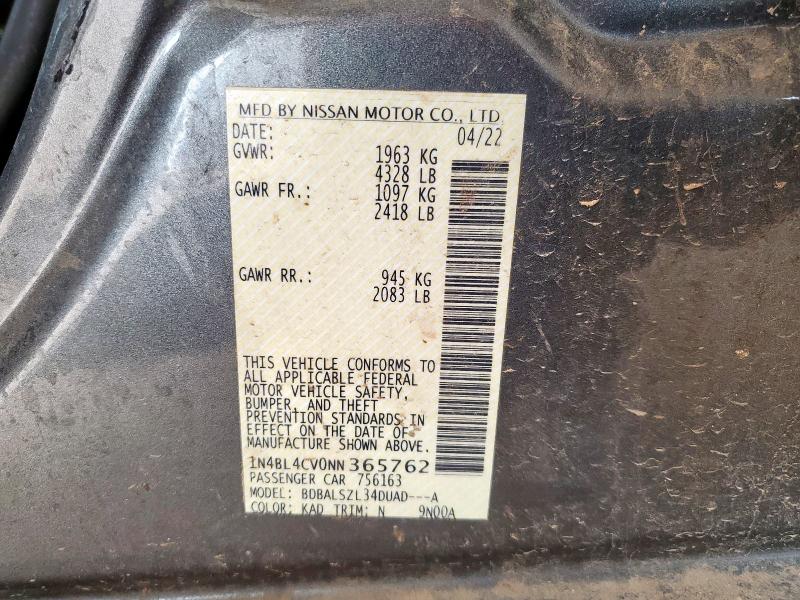 MFD BY NISSAN MOTOR CO., LTD
DATE: 04/22
GVWR: 1963 KG
4328 LB
GAWR FR.: 1097 KG
2418 LB
GAWR RR.: 945 KG
2083 LB
THIS VEHICLE CONFORMS TO
ALL APPLICABLE FEDERAL
MOTOR VEHICLE SAFETY,
BUMPER, AND THEFT
PREVENTION STANDARDS IN
EFFECT ON THE DATE OF
MANUFACTURE SHOWN ABOVE.
1N4BL4CV0NN365762
PASSENGER CAR 756163
MODEL: BDBALSZL34DUAD---A
COLOR: KAD TRIM: N 9N00A